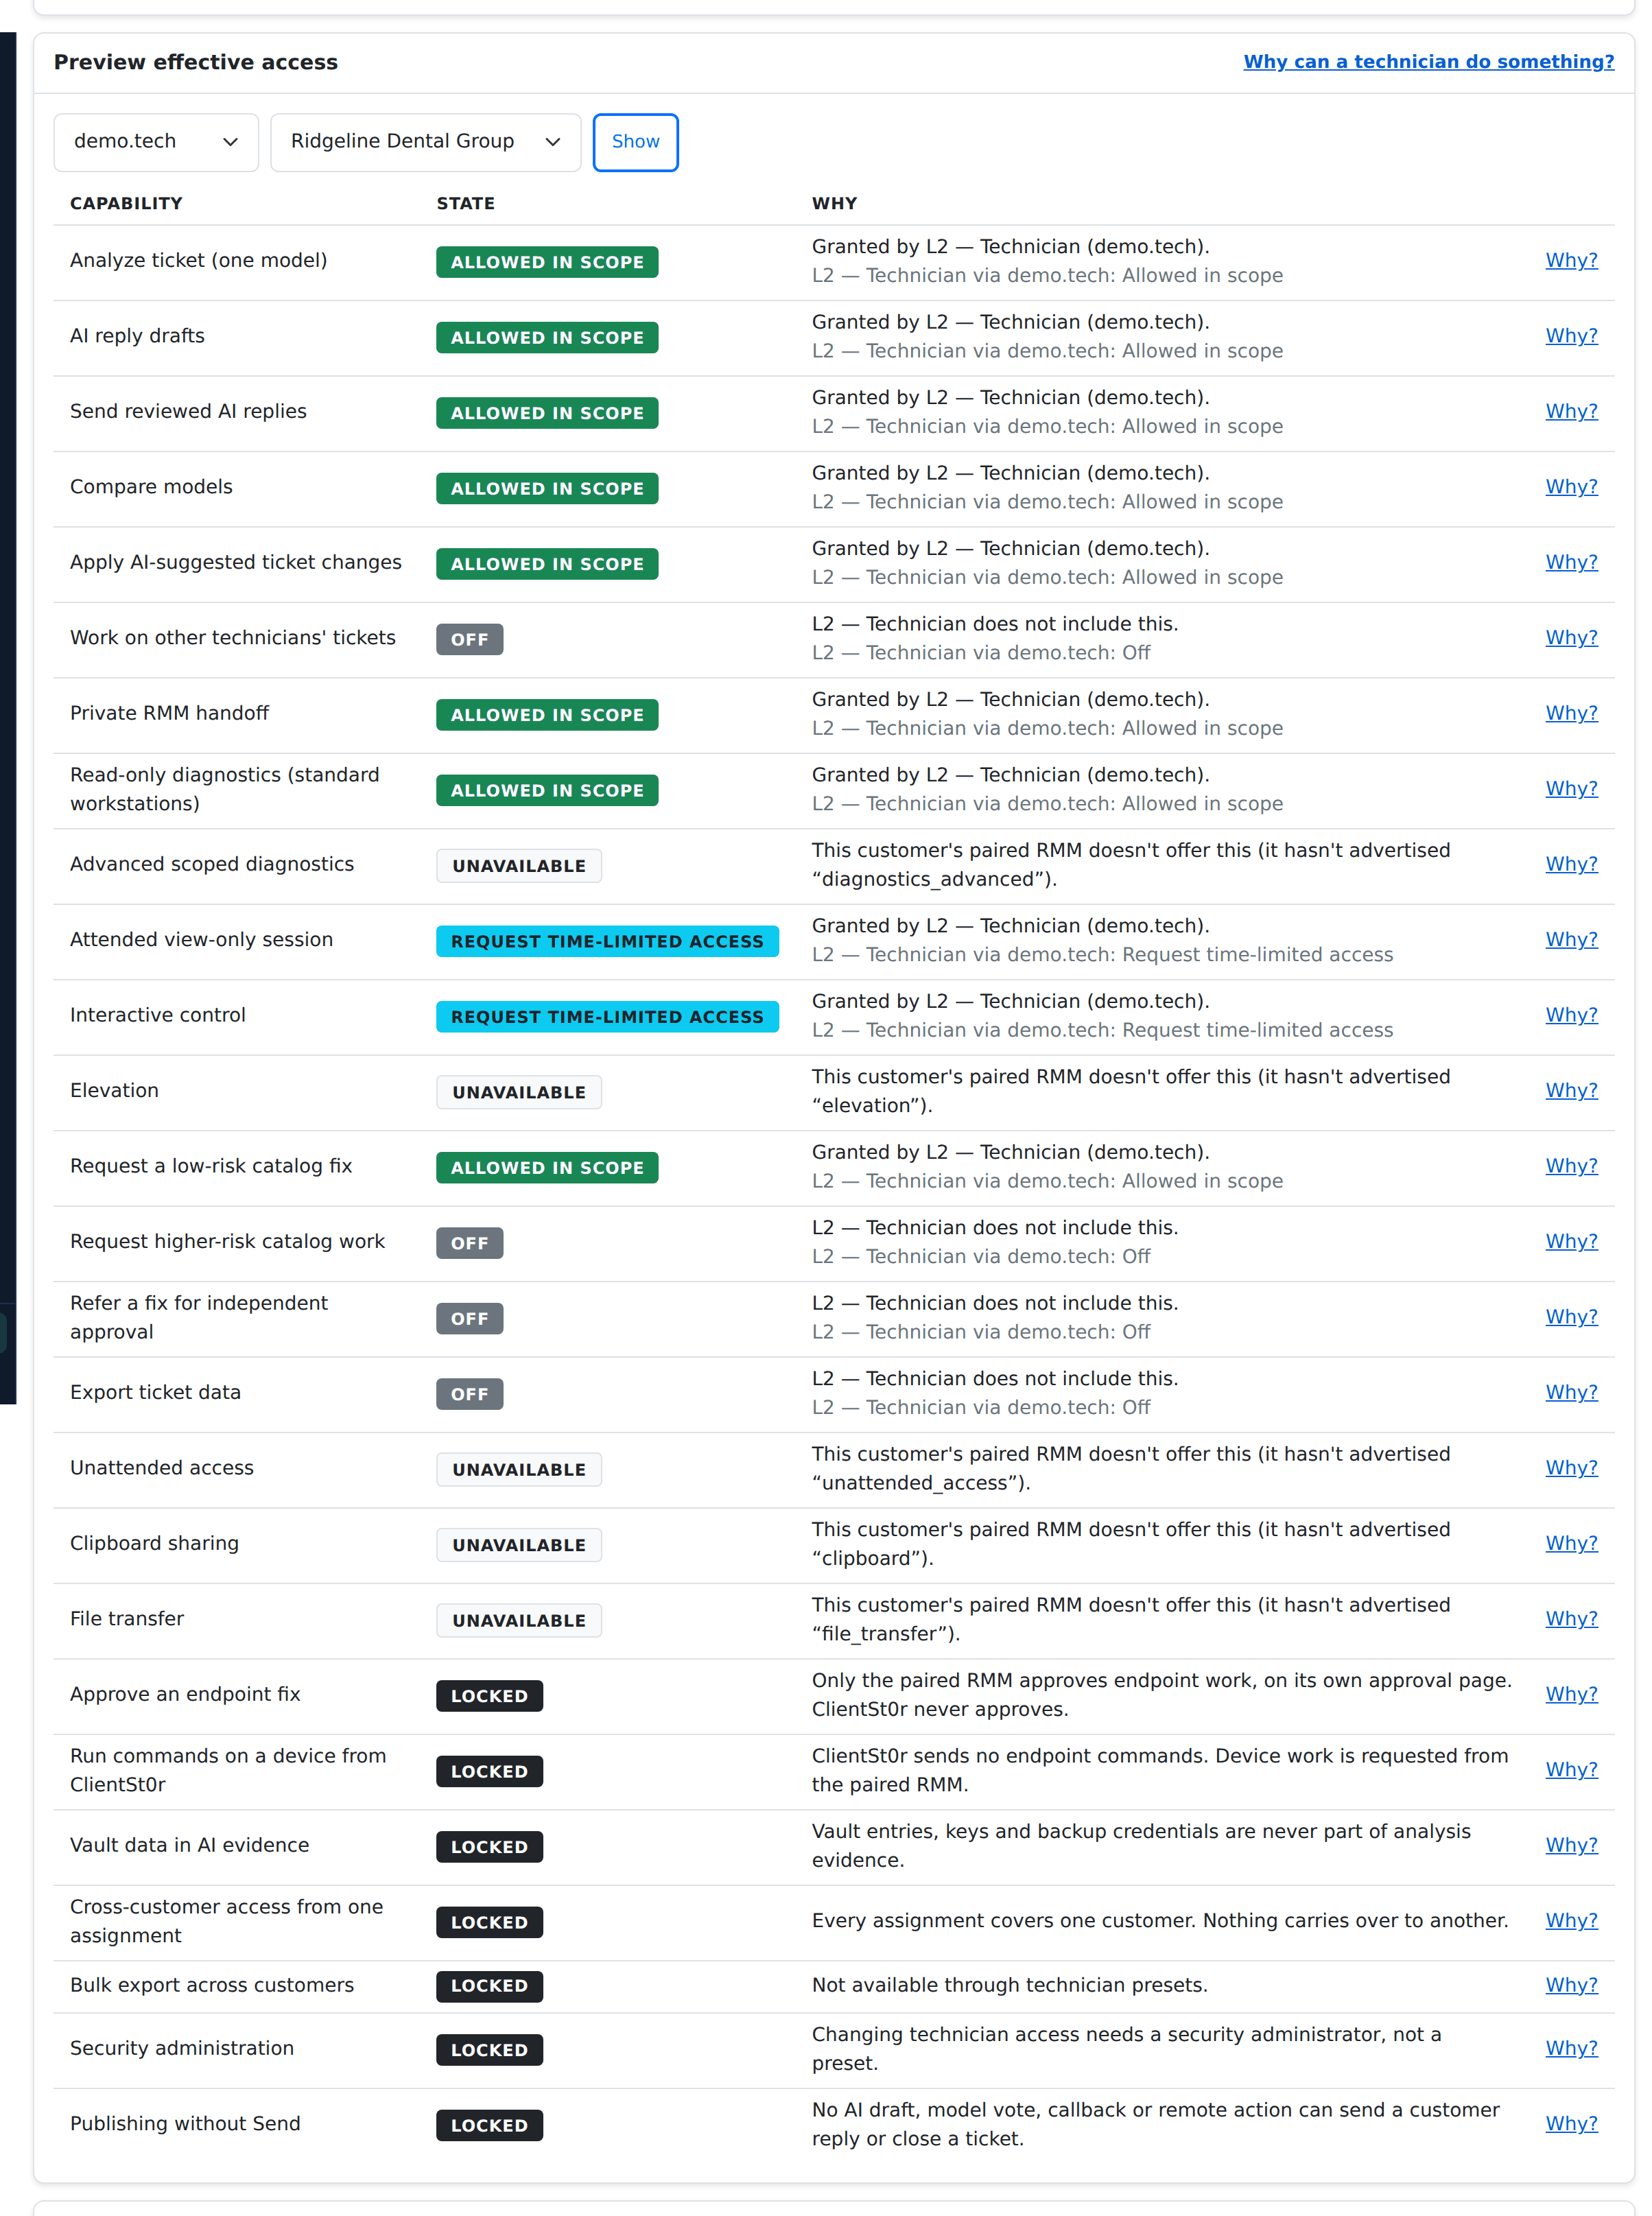 Preview effective access
Why can a technician do something?
demo.tech
Ridgeline Dental Group
Show
CAPABILITY
STATE
WHY
Analyze ticket (one model)
ALLOWED IN SCOPE
Granted by L2 — Technician (demo.tech).
L2 — Technician via demo.tech: Allowed in scope
Why?
AI reply drafts
ALLOWED IN SCOPE
Granted by L2 — Technician (demo.tech).
L2 — Technician via demo.tech: Allowed in scope
Why?
Send reviewed AI replies
ALLOWED IN SCOPE
Granted by L2 — Technician (demo.tech).
L2 — Technician via demo.tech: Allowed in scope
Why?
Compare models
ALLOWED IN SCOPE
Granted by L2 — Technician (demo.tech).
L2 — Technician via demo.tech: Allowed in scope
Why?
Apply AI-suggested ticket changes
ALLOWED IN SCOPE
Granted by L2 — Technician (demo.tech).
L2 — Technician via demo.tech: Allowed in scope
Why?
Work on other technicians' tickets
OFF
L2 — Technician does not include this.
L2 — Technician via demo.tech: Off
Why?
Private RMM handoff
ALLOWED IN SCOPE
Granted by L2 — Technician (demo.tech).
L2 — Technician via demo.tech: Allowed in scope
Why?
Read-only diagnostics (standard
workstations)
ALLOWED IN SCOPE
Granted by L2 — Technician (demo.tech).
L2 — Technician via demo.tech: Allowed in scope
Why?
Advanced scoped diagnostics
UNAVAILABLE
This customer's paired RMM doesn't offer this (it hasn't advertised
“diagnostics_advanced”).
Why?
Attended view-only session
REQUEST TIME-LIMITED ACCESS
Granted by L2 — Technician (demo.tech).
L2 — Technician via demo.tech: Request time-limited access
Why?
Interactive control
REQUEST TIME-LIMITED ACCESS
Granted by L2 — Technician (demo.tech).
L2 — Technician via demo.tech: Request time-limited access
Why?
Elevation
UNAVAILABLE
This customer's paired RMM doesn't offer this (it hasn't advertised
“elevation”).
Why?
Request a low-risk catalog fix
ALLOWED IN SCOPE
Granted by L2 — Technician (demo.tech).
L2 — Technician via demo.tech: Allowed in scope
Why?
Request higher-risk catalog work
OFF
L2 — Technician does not include this.
L2 — Technician via demo.tech: Off
Why?
Refer a fix for independent
approval
OFF
L2 — Technician does not include this.
L2 — Technician via demo.tech: Off
Why?
Export ticket data
OFF
L2 — Technician does not include this.
L2 — Technician via demo.tech: Off
Why?
Unattended access
UNAVAILABLE
This customer's paired RMM doesn't offer this (it hasn't advertised
“unattended_access”).
Why?
Clipboard sharing
UNAVAILABLE
This customer's paired RMM doesn't offer this (it hasn't advertised
“clipboard”).
Why?
File transfer
UNAVAILABLE
This customer's paired RMM doesn't offer this (it hasn't advertised
“file_transfer”).
Why?
Approve an endpoint fix
LOCKED
Only the paired RMM approves endpoint work, on its own approval page.
ClientSt0r never approves.
Why?
Run commands on a device from
ClientSt0r
LOCKED
ClientSt0r sends no endpoint commands. Device work is requested from
the paired RMM.
Why?
Vault data in AI evidence
LOCKED
Vault entries, keys and backup credentials are never part of analysis
evidence.
Why?
Cross-customer access from one
assignment
LOCKED
Every assignment covers one customer. Nothing carries over to another.
Why?
Bulk export across customers
LOCKED
Not available through technician presets.
Why?
Security administration
LOCKED
Changing technician access needs a security administrator, not a
preset.
Why?
Publishing without Send
LOCKED
No AI draft, model vote, callback or remote action can send a customer
reply or close a ticket.
Why?